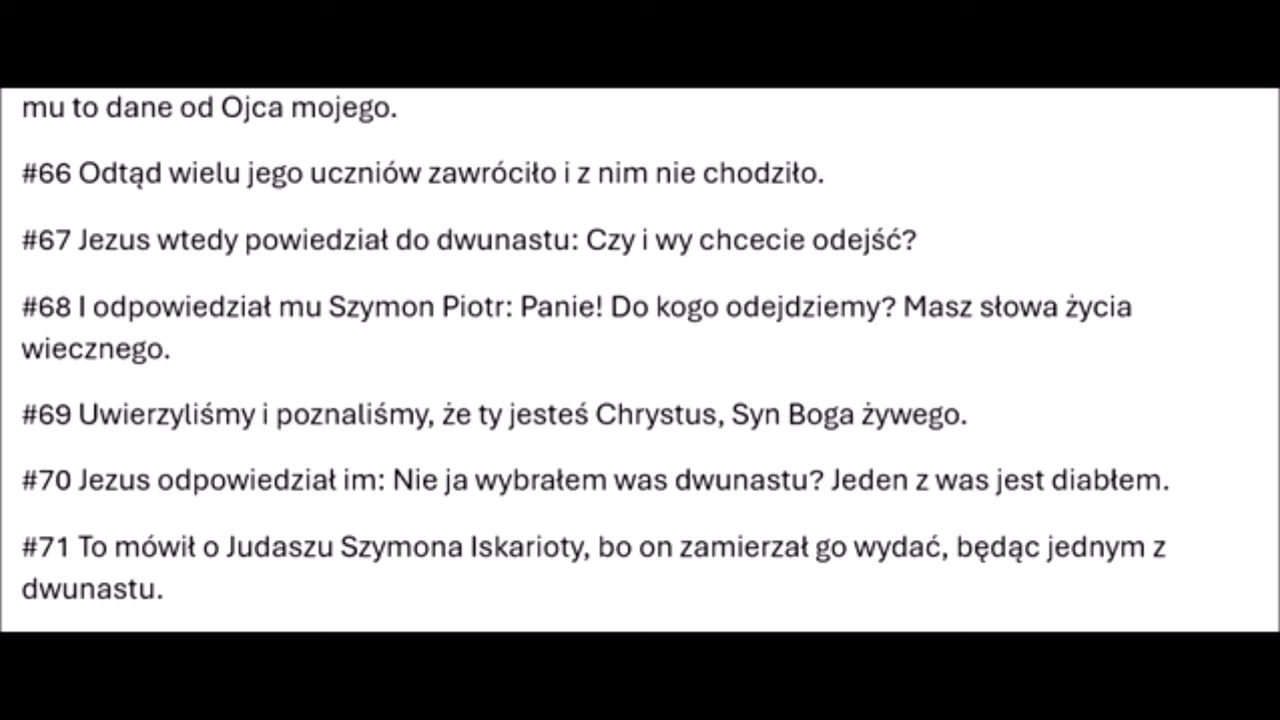 mu to dane od Ojca mojego.
#66 Odtąd wielu jego uczniów zawróciło i z nim nie chodziło.
#67 Jezus wtedy powiedział do dwunastu: Czy i wy chcecie odejść?
#68 I odpowiedział mu Szymon Piotr: Panie! Do kogo odejdziemy? Masz słowa życia
wiecznego.
#69 Uwierzyliśmy i poznaliśmy, że ty jesteś Chrystus, Syn Boga żywego.
#70 Jezus odpowiedział im: Nie ja wybrałem was dwunastu? Jeden z was jest diabłem.
#71 To mówił o Judaszu Szymona Iskarioty, bo on zamierzał go wydać, będąc jednym z
dwunastu.